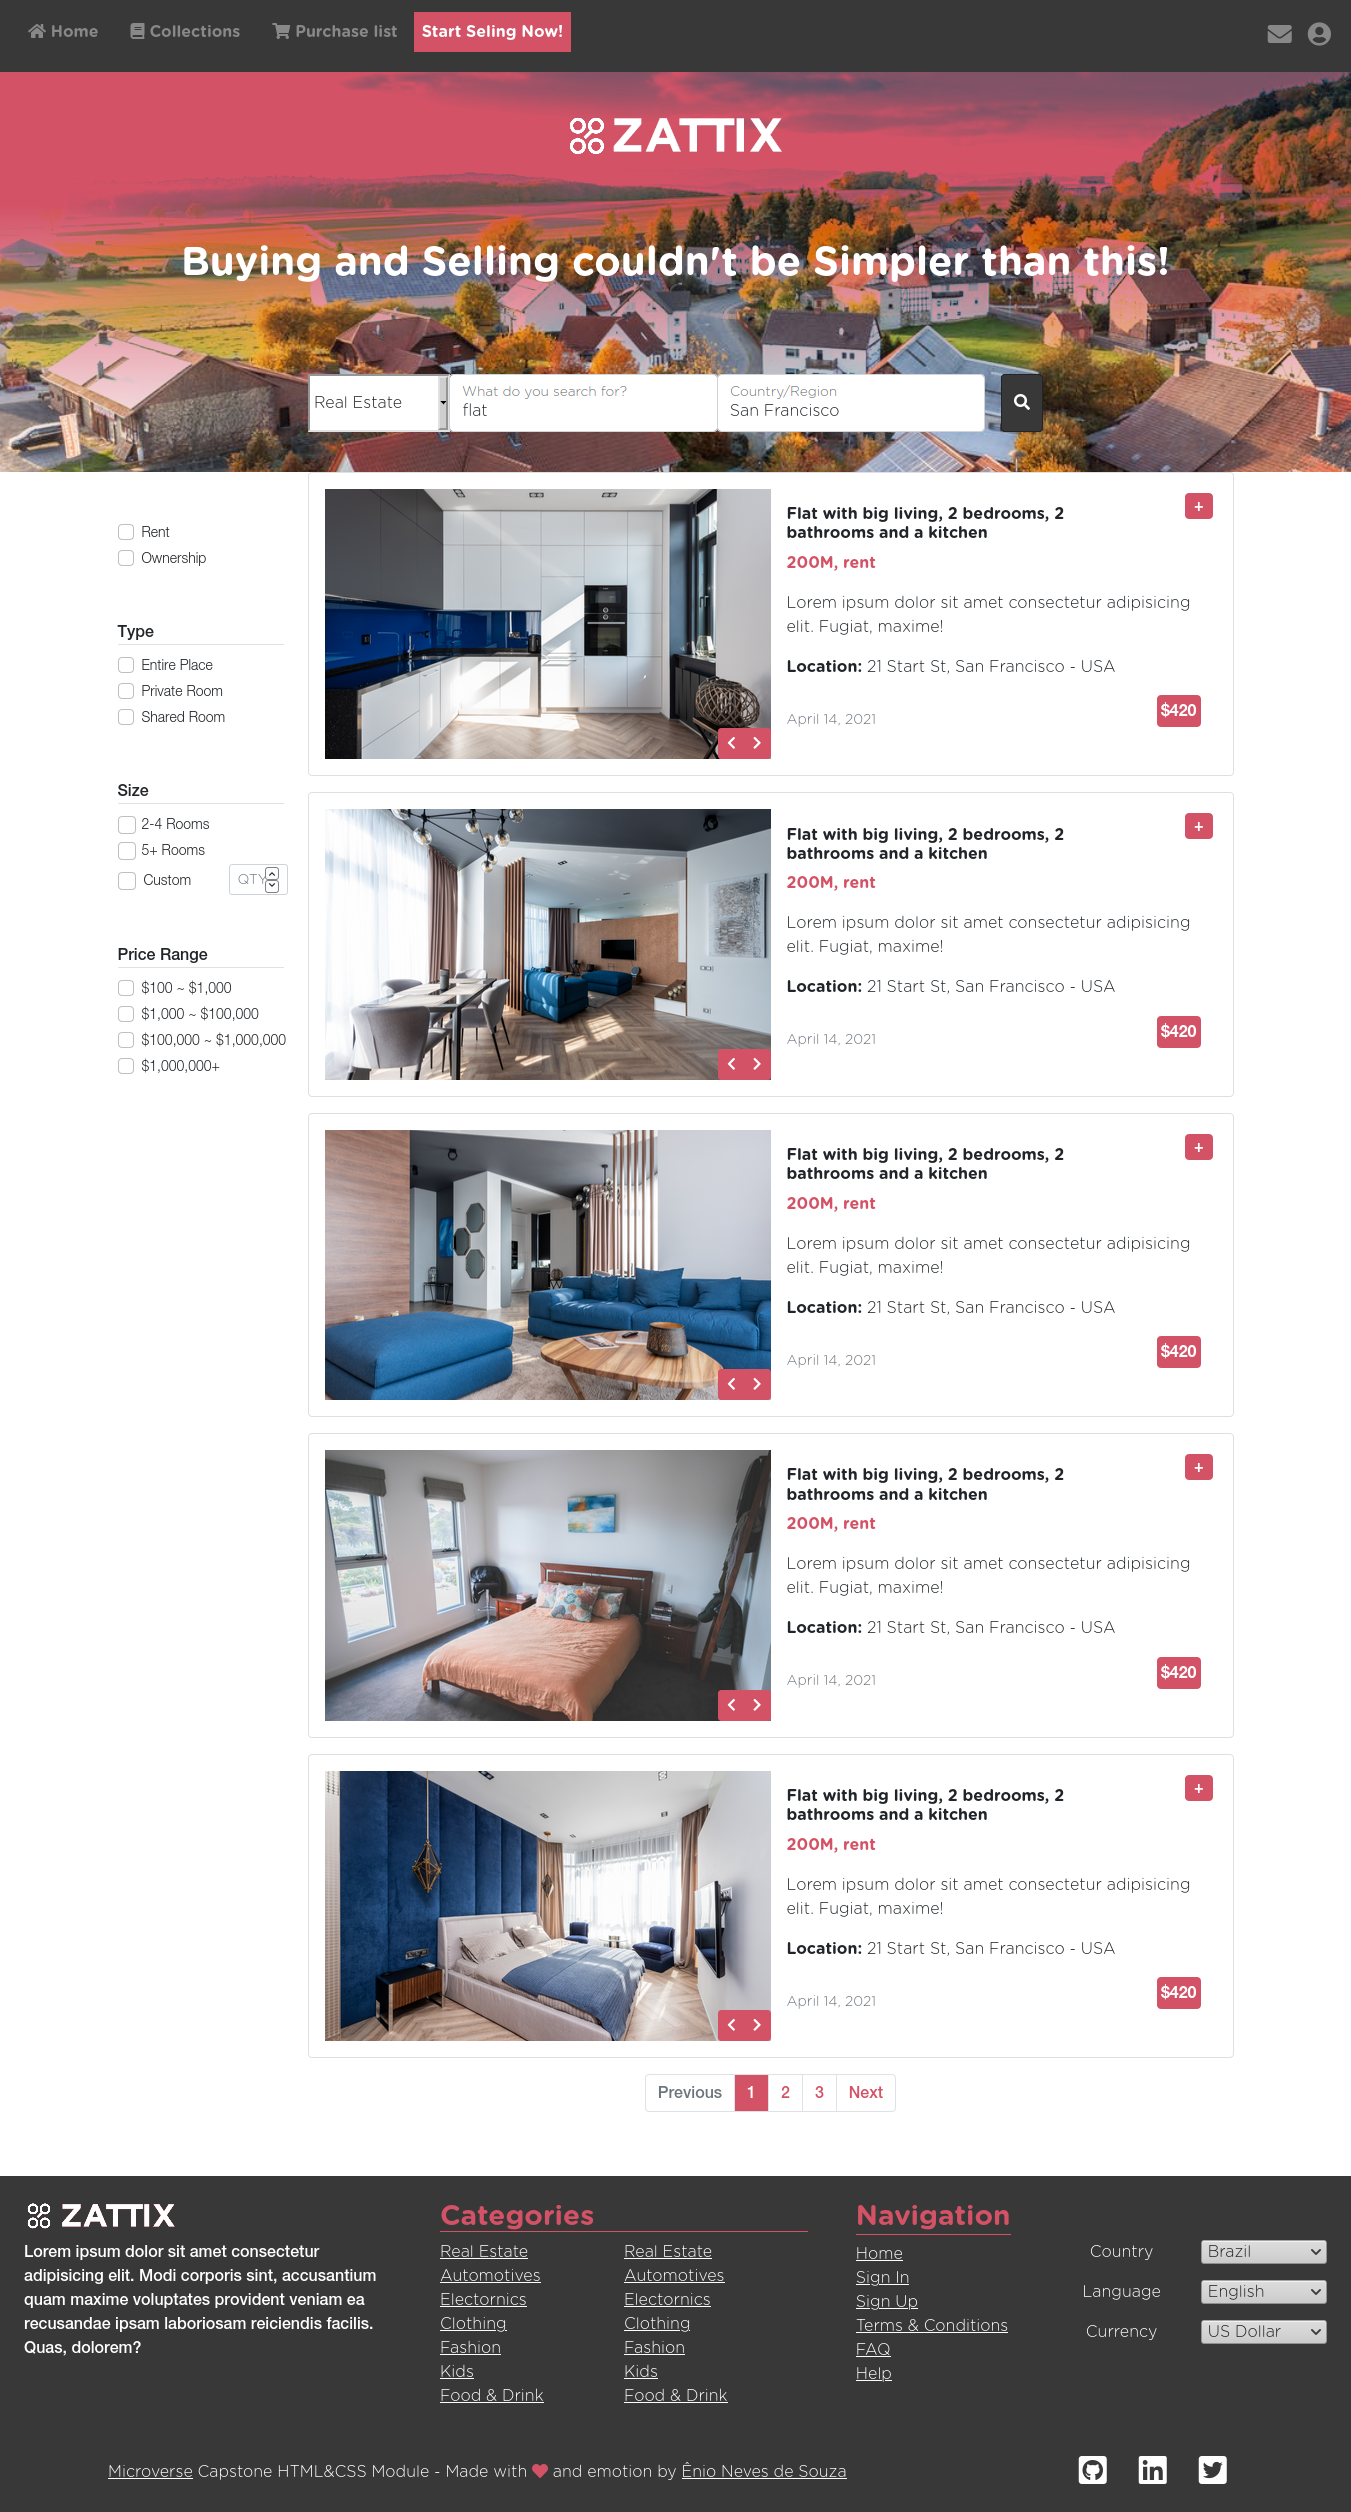 Home
Collections
Purchase list
Start Seling Now!
ZATTIX
Buying and Selling couldn't be Simpler than this!
Real Estate
What do you search for?
flat
Country/Region
San Francisco
Rent
Ownership
Type
Entire Place
Private Room
Shared Room
Size
2-4 Rooms
5+ Rooms
Custom
QTY
Price Range
$100 ~ $1,000
$1,000 ~ $100,000
$100,000 ~ $1,000,000
$1,000,000+
Flat with big living, 2 bedrooms, 2
bathrooms and a kitchen
+
200M, rent
Lorem ipsum dolor sit amet consectetur adipisicing
elit. Fugiat, maxime!
Location: 21 Start St, San Francisco - USA
April 14, 2021
$420
Flat with big living, 2 bedrooms, 2
bathrooms and a kitchen
+
200M, rent
Lorem ipsum dolor sit amet consectetur adipisicing
elit. Fugiat, maxime!
Location: 21 Start St, San Francisco - USA
April 14, 2021
$420
Flat with big living, 2 bedrooms, 2
bathrooms and a kitchen
+
200M, rent
Lorem ipsum dolor sit amet consectetur adipisicing
elit. Fugiat, maxime!
Location: 21 Start St, San Francisco - USA
April 14, 2021
$420
Flat with big living, 2 bedrooms, 2
bathrooms and a kitchen
+
200M, rent
Lorem ipsum dolor sit amet consectetur adipisicing
elit. Fugiat, maxime!
Location: 21 Start St, San Francisco - USA
April 14, 2021
$420
Flat with big living, 2 bedrooms, 2
bathrooms and a kitchen
+
200M, rent
Lorem ipsum dolor sit amet consectetur adipisicing
elit. Fugiat, maxime!
Location: 21 Start St, San Francisco - USA
April 14, 2021
$420
Previous 1 2 3 Next
ZATTIX
Lorem ipsum dolor sit amet consectetur
adipisicing elit. Modi corporis sint, accusantium
quam maxime voluptates provident veniam ea
recusandae ipsam laboriosam reiciendis facilis.
Quas, dolorem?
Categories
Real Estate
Automotives
Electornics
Clothing
Fashion
Kids
Food & Drink
Real Estate
Automotives
Electornics
Clothing
Fashion
Kids
Food & Drink
Navigation
Home
Sign In
Sign Up
Terms & Conditions
FAQ
Help
Country Brazil
Language English
Currency US Dollar
Microverse Capstone HTML&CSS Module - Made with ❤ and emotion by Ênio Neves de Souza